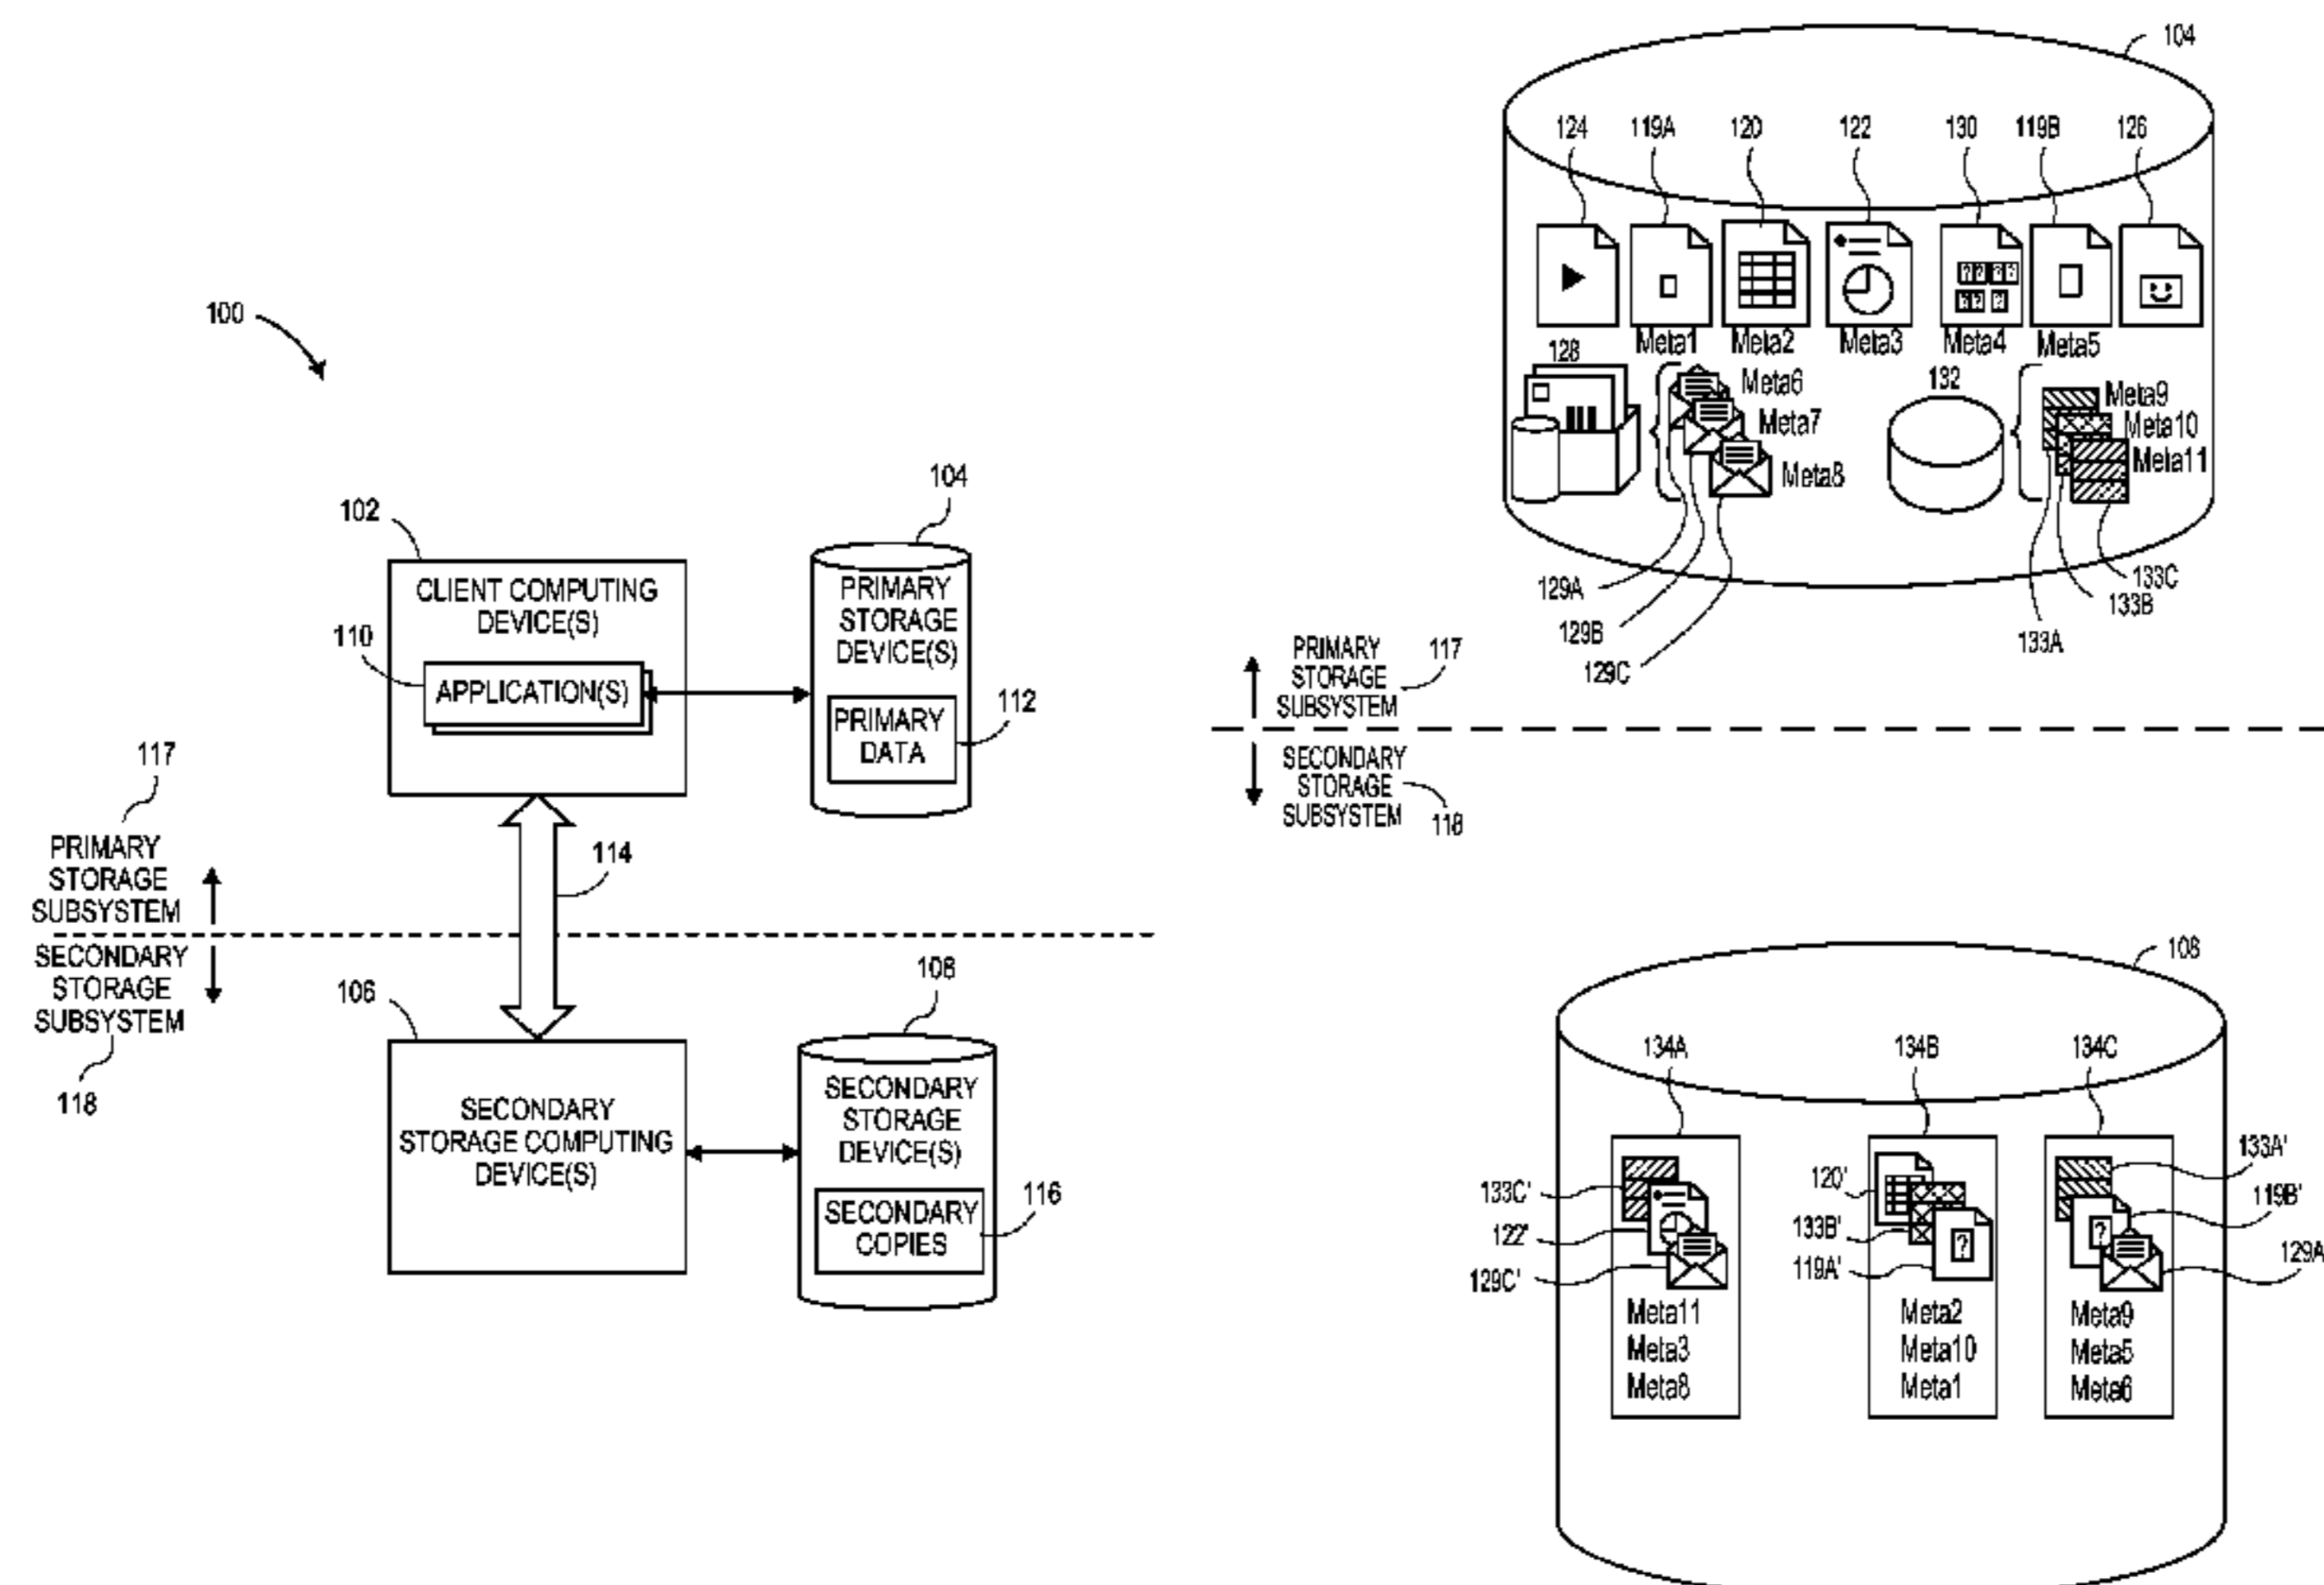 100
102
CLIENT COMPUTING
DEVICE(S)
110
APPLICATION(S)
104
PRIMARY
STORAGE
DEVICE(S)
PRIMARY
DATA
112
117
PRIMARY
STORAGE
SUBSYSTEM
114
SECONDARY
STORAGE
SUBSYSTEM
118
106
SECONDARY
STORAGE COMPUTING
DEVICE(S)
108
SECONDARY
STORAGE
DEVICE(S)
SECONDARY
COPIES
116
104
124 119A 120 122 130 119B 126
?? ??
?? ?
Meta1 Meta2 Meta3 Meta4 Meta5
128
Meta6
Meta7
Meta8
132
Meta9
Meta10
Meta11
129A
129B
129C
133C
133B
133A
PRIMARY
STORAGE
SUBSYSTEM
117
SECONDARY
STORAGE
SUBSYSTEM
118
108
134A 134B 134C
133C'
122'
129C'
Meta11
Meta3
Meta8
120'
133B'
119A'
?
Meta2
Meta10
Meta1
133A'
119B'
129A
?
Meta9
Meta5
Meta6